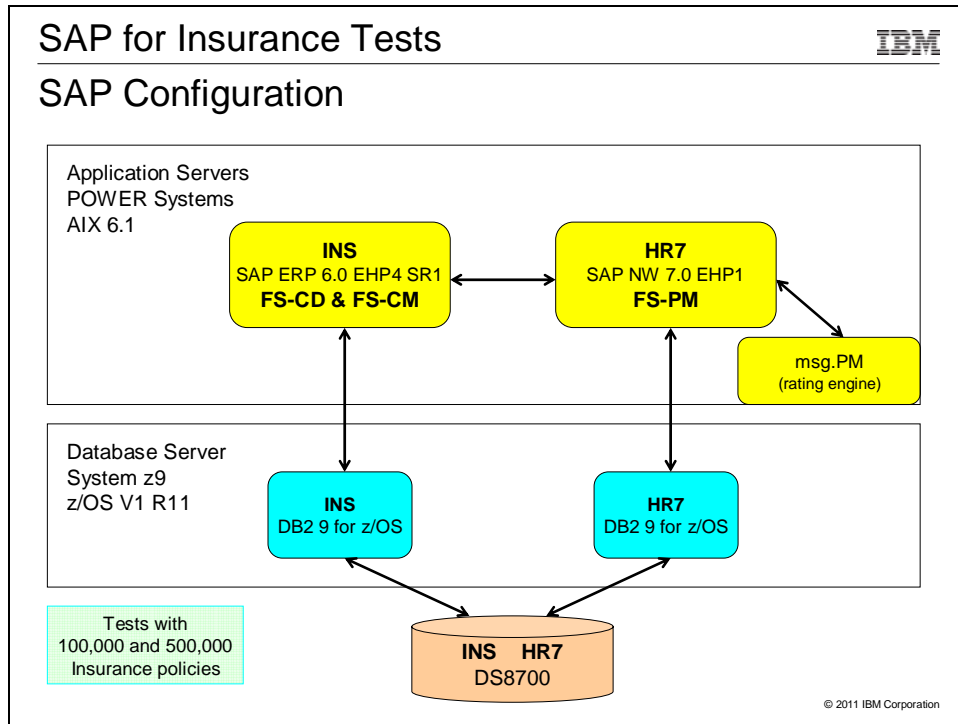 SAP for Insurance Tests
IBM
SAP Configuration
Application Servers
POWER Systems
AIX 6.1
INS
SAP ERP 6.0 EHP4 SR1
FS-CD & FS-CM
HR7
SAP NW 7.0 EHP1
FS-PM
msg.PM
(rating engine)
Database Server
System z9
z/OS V1 R11
INS
DB2 9 for z/OS
HR7
DB2 9 for z/OS
Tests with
100,000 and 500,000
Insurance policies
INS HR7
DS8700
© 2011 IBM Corporation